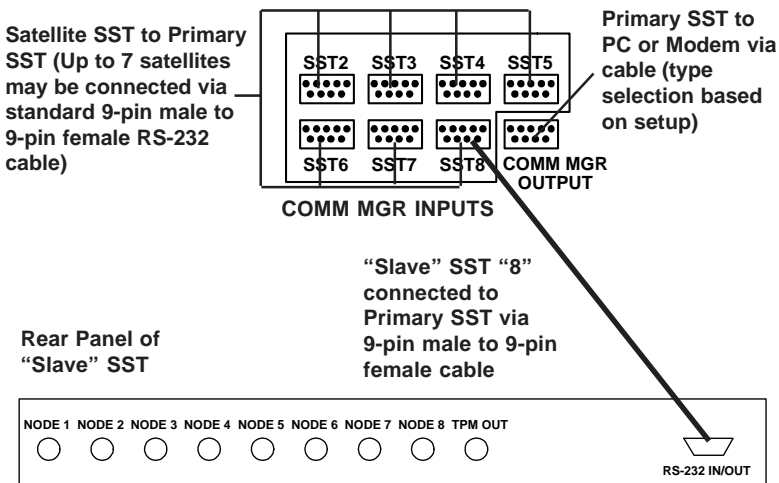 Satellite SST to Primary
SST (Up to 7 satellites
may be connected via
standard 9-pin male to
9-pin female RS-232
cable)
SST2 SST3 SST4 SST5
SST6 SST7 SST8
COMM MGR
OUTPUT
COMM MGR INPUTS
Primary SST to
PC or Modem via
cable (type
selection based
on setup)
“Slave” SST “8”
connected to
Primary SST via
9-pin male to 9-pin
female cable
Rear Panel of
“Slave” SST
NODE 1 NODE 2 NODE 3 NODE 4 NODE 5 NODE 6 NODE 7 NODE 8 TPM OUT
RS-232 IN/OUT